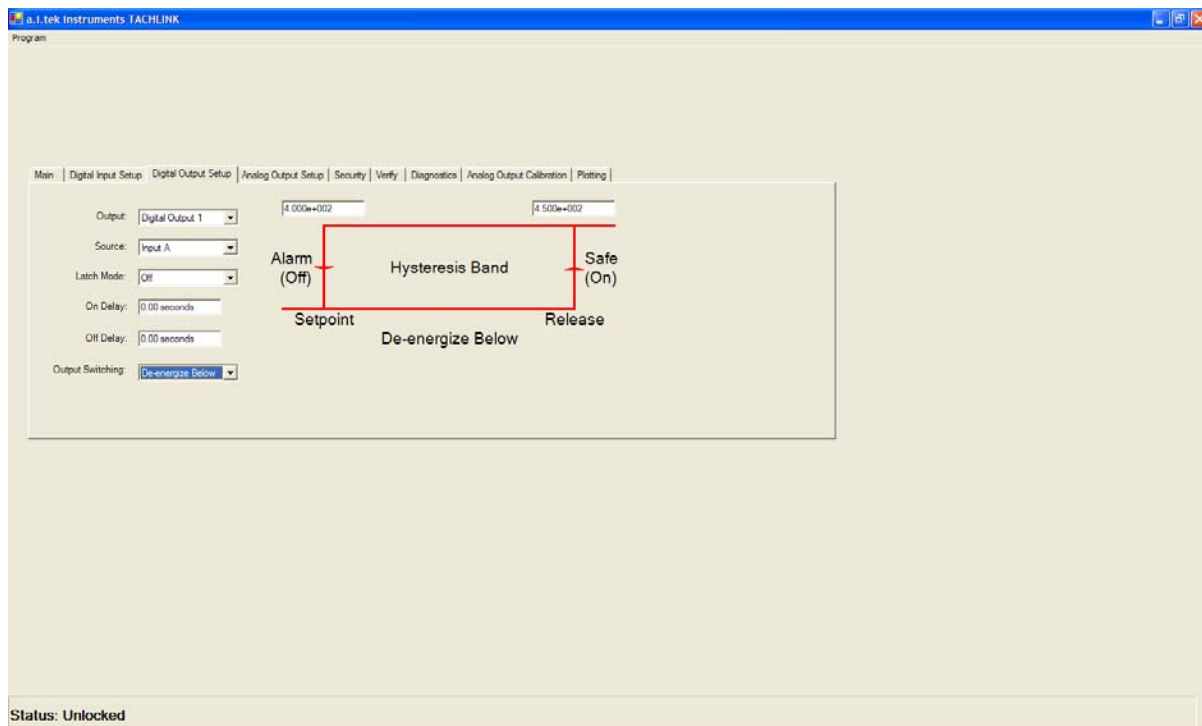 a.i.tek instruments TACHLINK
Program
Main Digital Input Setup Digital Output Setup Analog Output Setup Security Verify Diagnostics Analog Output Calibration Plotting
Output: Digital Output 1
Source: Input A
Latch Mode: Off
On Delay: 0.00 seconds
Off Delay: 0.00 seconds
Output Switching: De-energize Below
4.000e+002
4.500e+002
Alarm
(Off)
Hysteresis Band
Safe
(On)
Setpoint
Release
De-energize Below
Status: Unlocked